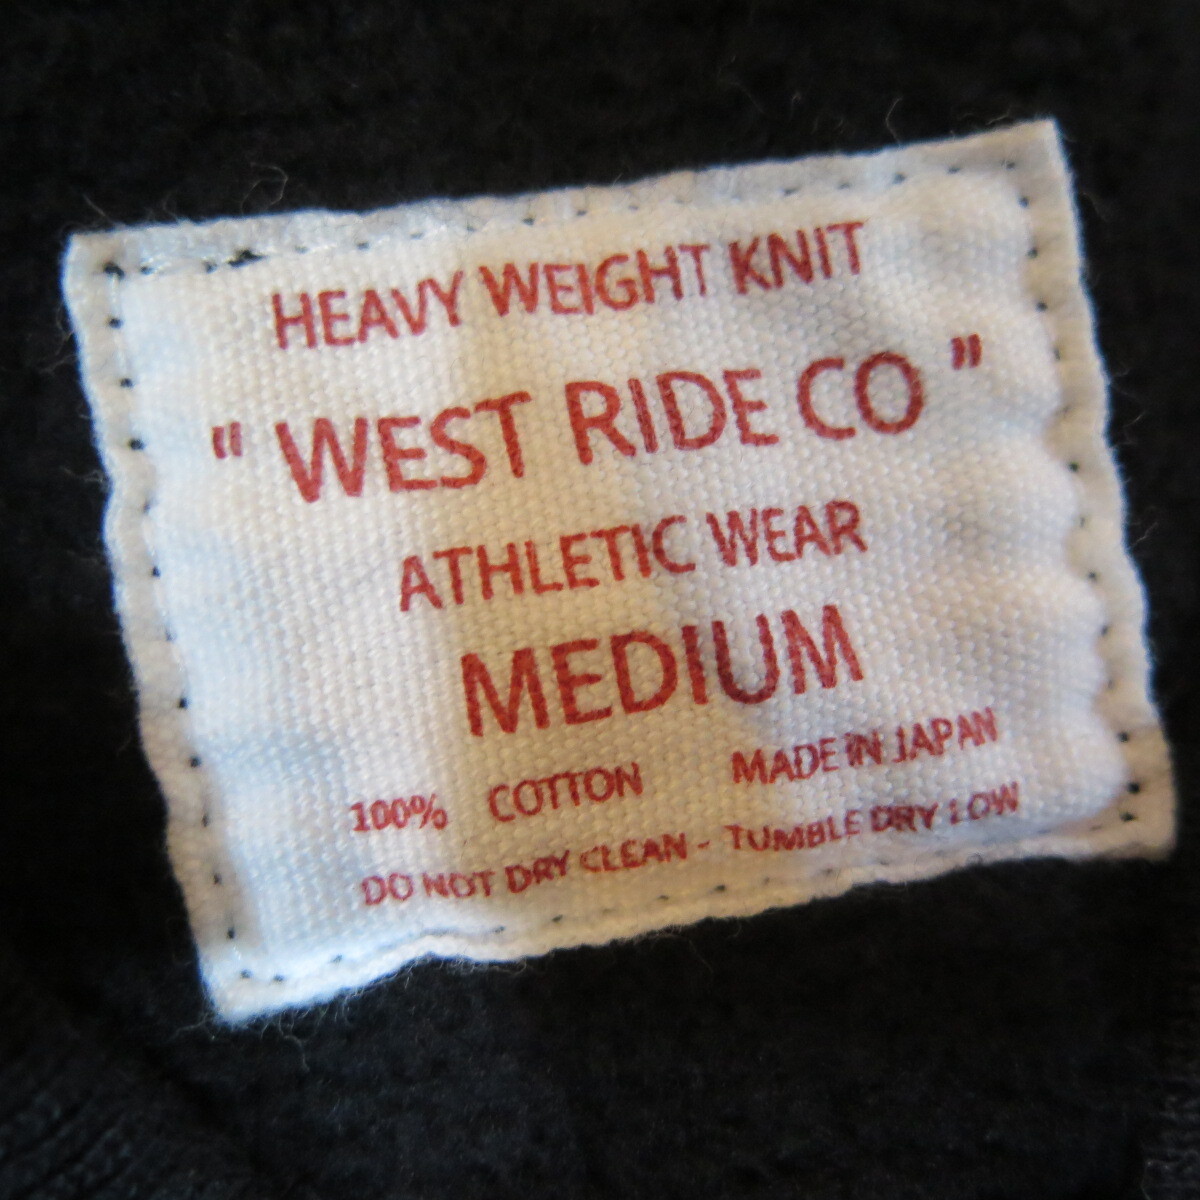 HEAVY WEIGHT KNIT
" WEST RIDE CO "
ATHLETIC WEAR
MEDIUM
100% COTTON MADE IN JAPAN
DO NOT DRY CLEAN - TUMBLE DRY LOW